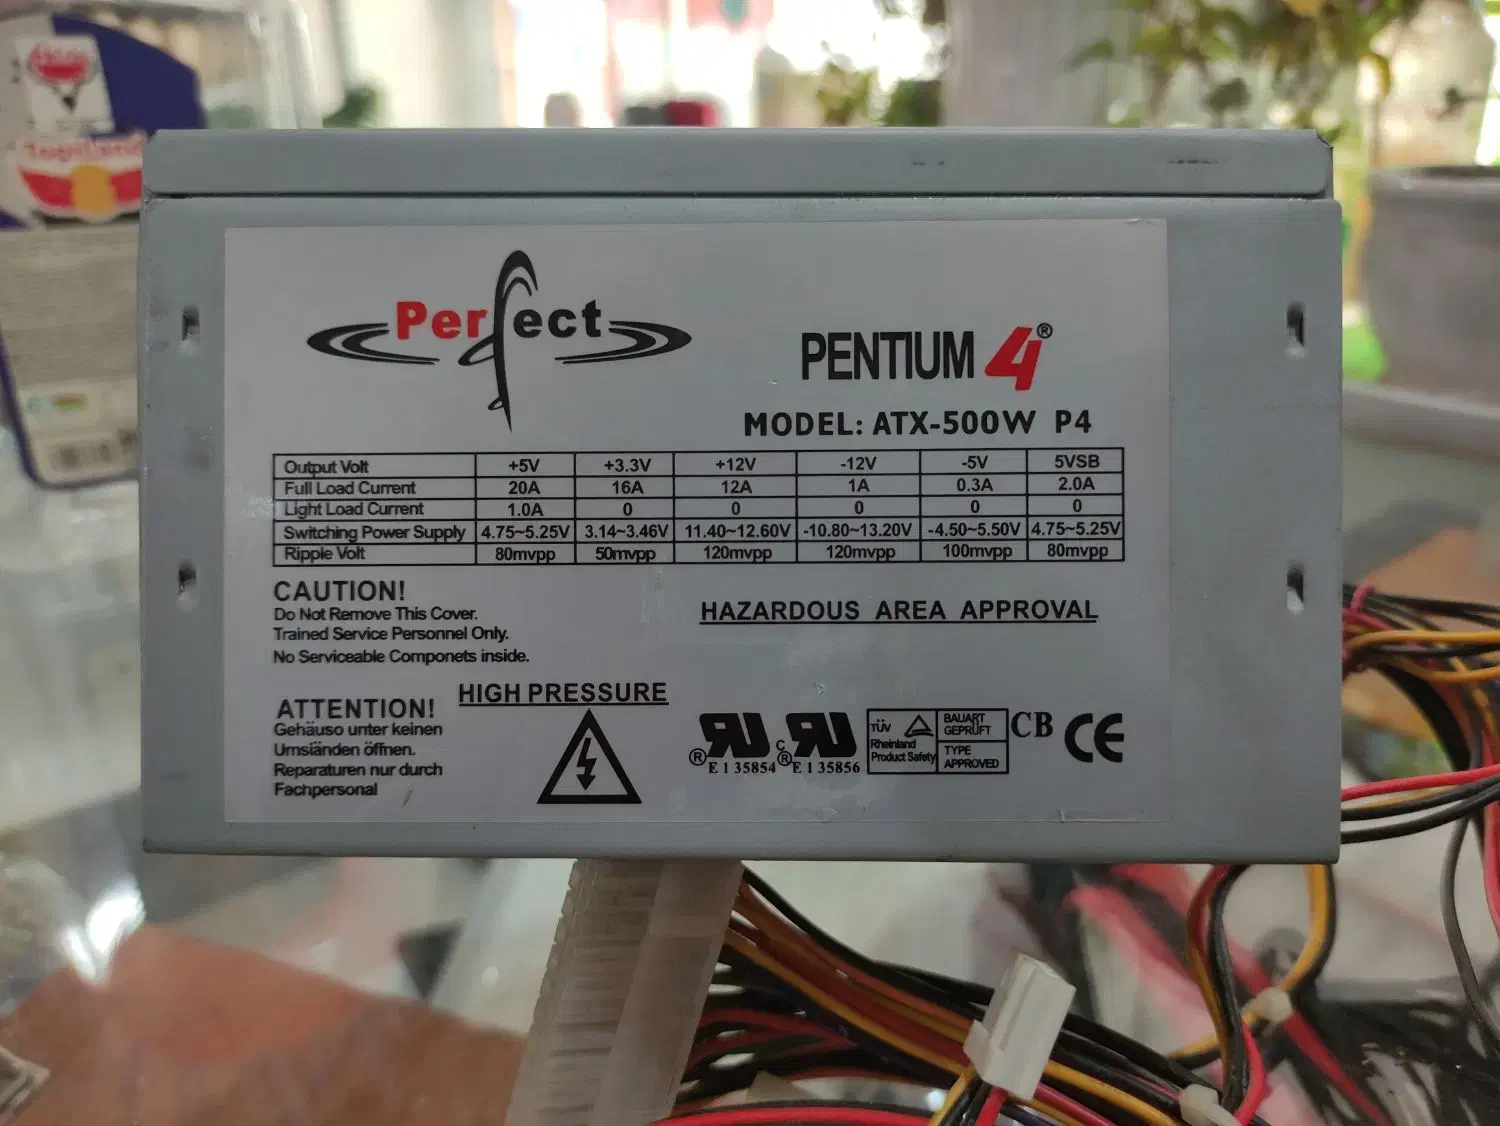 Perfect
PENTIUM 4®
MODEL: ATX-500W P4
Output Volt +5V +3.3V +12V -12V -5V 5VSB
Full Load Current 20A 16A 12A 1A 0.3A 2.0A
Light Load Current 1.0A 0 0 0 0 0
Switching Power Supply 4.75~5.25V 3.14~3.46V 11.40~12.60V -10.80~13.20V -4.50~5.50V 4.75~5.25V
Ripple Volt 80mvpp 50mvpp 120mvpp 120mvpp 100mvpp 80mvpp
CAUTION!
Do Not Remove This Cover.
Trained Service Personnel Only.
No Serviceable Componets inside.
HAZARDOUS AREA APPROVAL
HIGH PRESSURE
ATTENTION!
Gehäuso unter keinen
Umsländen öffnen.
Reparaturen nur durch
Fachpersonal
® E 1 35854
C ® E 1 35856
TÜV
Rheinland
Product Safety
BAUART
GEPRÜFT
TYPE
APPROVED
CB CE